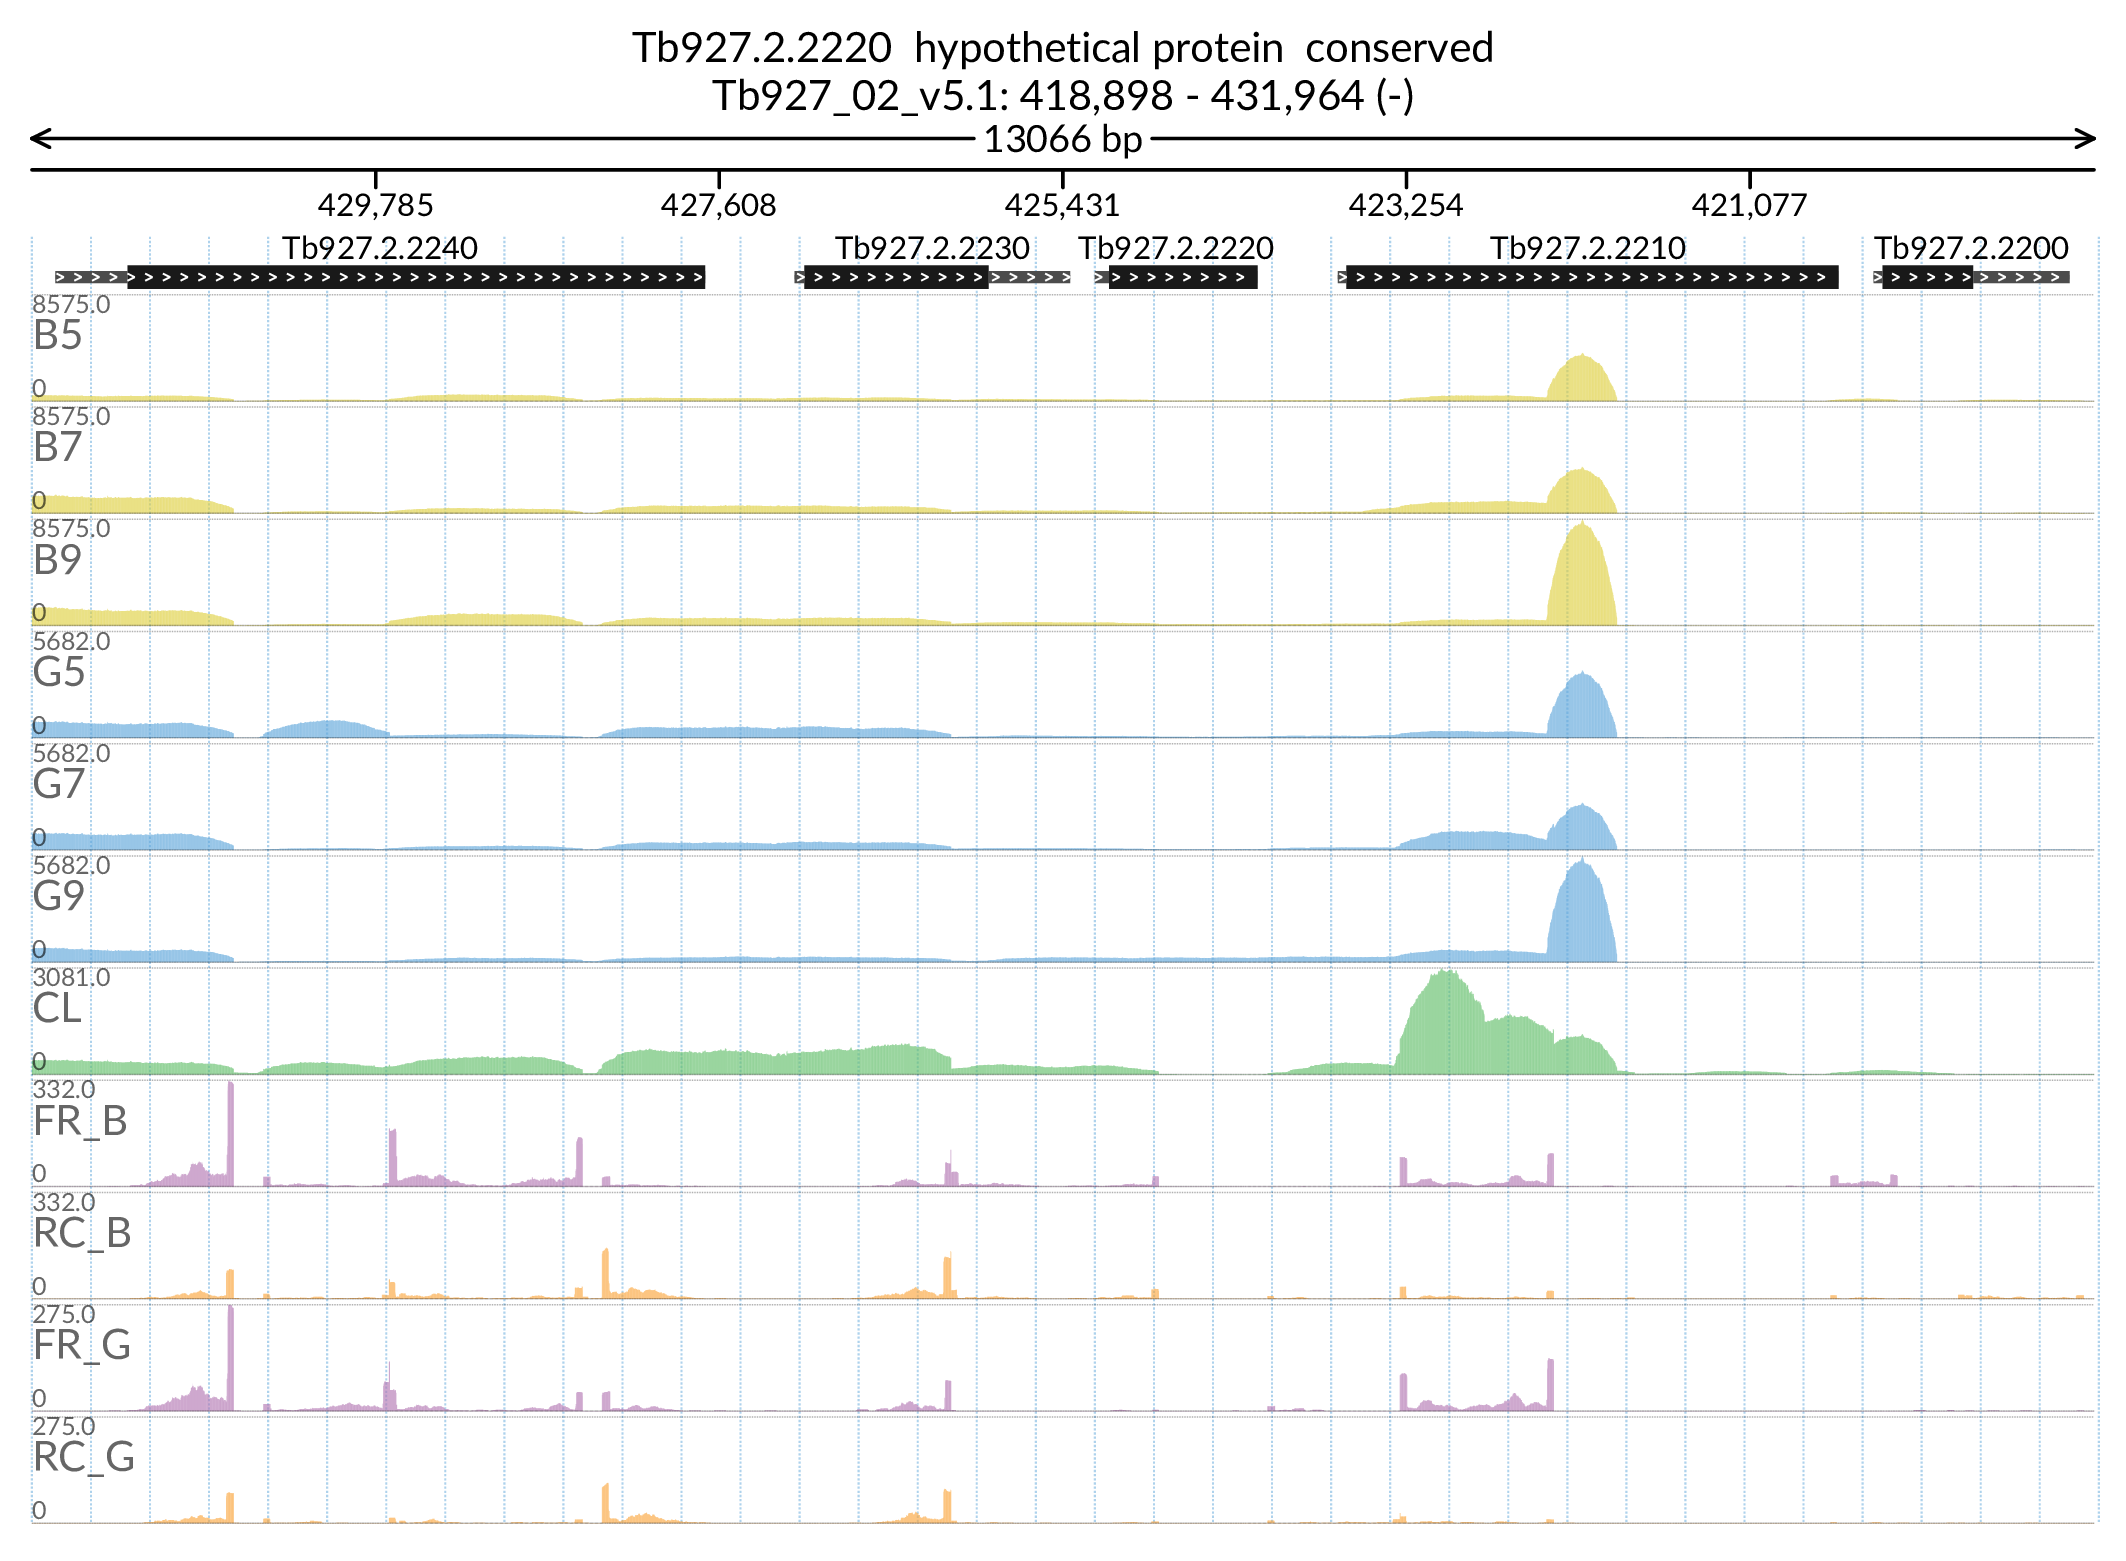 Tb927.2.2220  hypothetical protein  conserved
Tb927_02_v5.1: 418,898 - 431,964 (-)
13066 bp
429,785 427,608 425,431 423,254 421,077
Tb927.2.2240 Tb927.2.2230 Tb927.2.2220 Tb927.2.2210 Tb927.2.2200
8575.0
B5
0
8575.0
B7
0
8575.0
B9
0
5682.0
G5
0
5682.0
G7
0
5682.0
G9
0
3081.0
CL
0
332.0
FR_B
0
332.0
RC_B
0
275.0
FR_G
0
275.0
RC_G
0